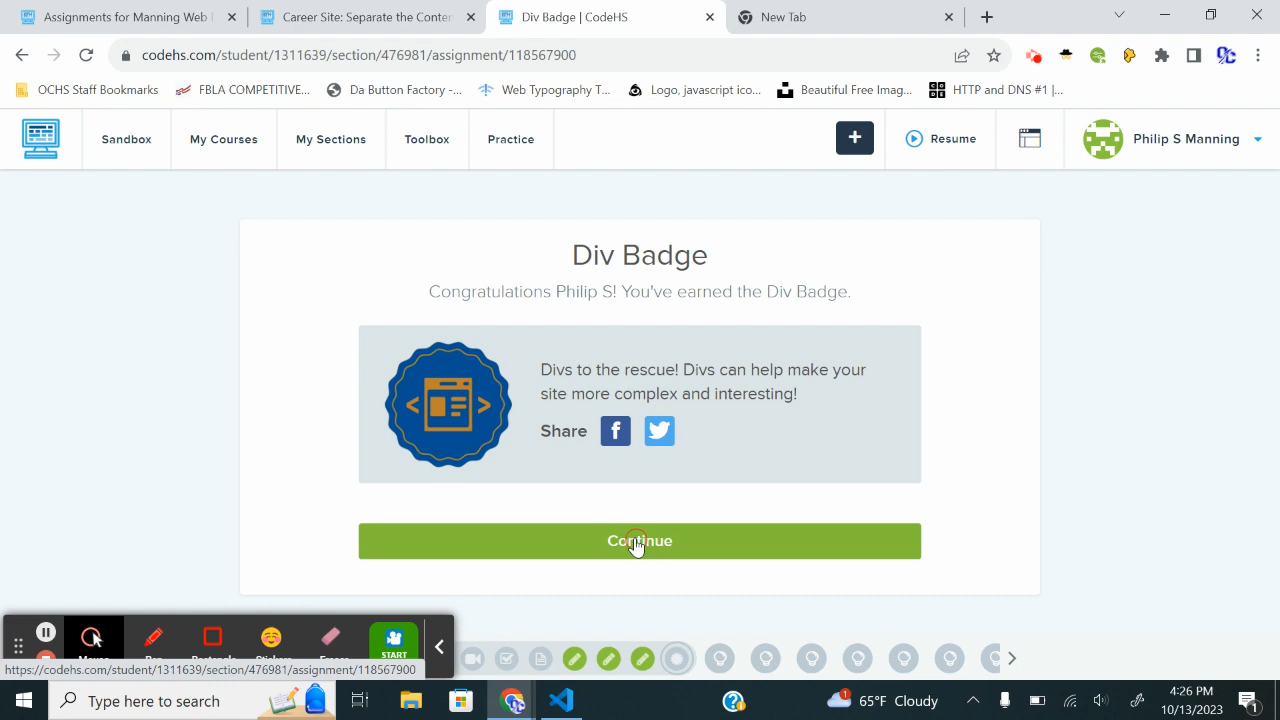 Assignments for Manning Web
Career Site: Separate the Conten
Div Badge | CodeHS
New Tab
codehs.com/student/1311639/section/476981/assignment/118567900
OCHS Staff Bookmarks
FBLA COMPETITIVE...
Da Button Factory -...
Web Typography T...
Logo, javascript ico...
Beautiful Free Imag...
HTTP and DNS #1 |...
Sandbox
My Courses
My Sections
Toolbox
Practice
+
Resume
Philip S Manning
Div Badge
Congratulations Philip S! You've earned the Div Badge.
Divs to the rescue! Divs can help make your
site more complex and interesting!
Share
Continue
START
https://codehs.com/student/1311639/section/476981/assignment/118567900
Type here to search
1
65°F Cloudy
4:26 PM
10/13/2023
1